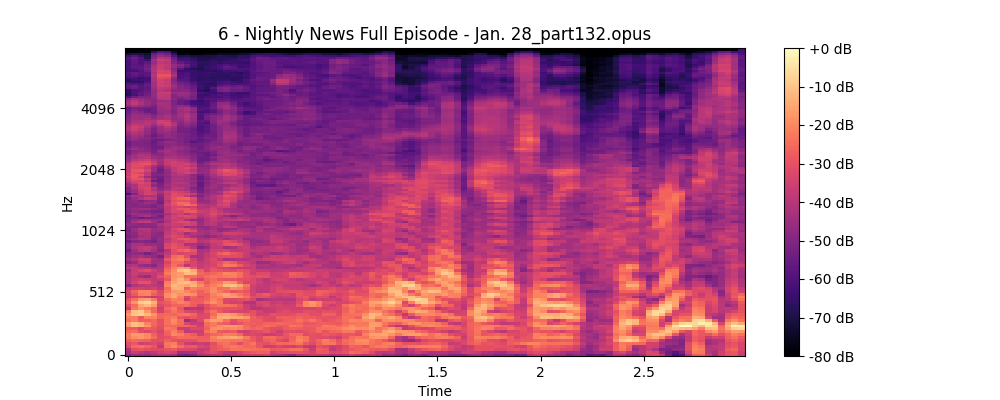 6 - Nightly News Full Episode - Jan. 28_part132.opus
Hz
4096
2048
1024
512
0
0 0.5 1 1.5 2 2.5
Time
+0 dB
-10 dB
-20 dB
-30 dB
-40 dB
-50 dB
-60 dB
-70 dB
-80 dB